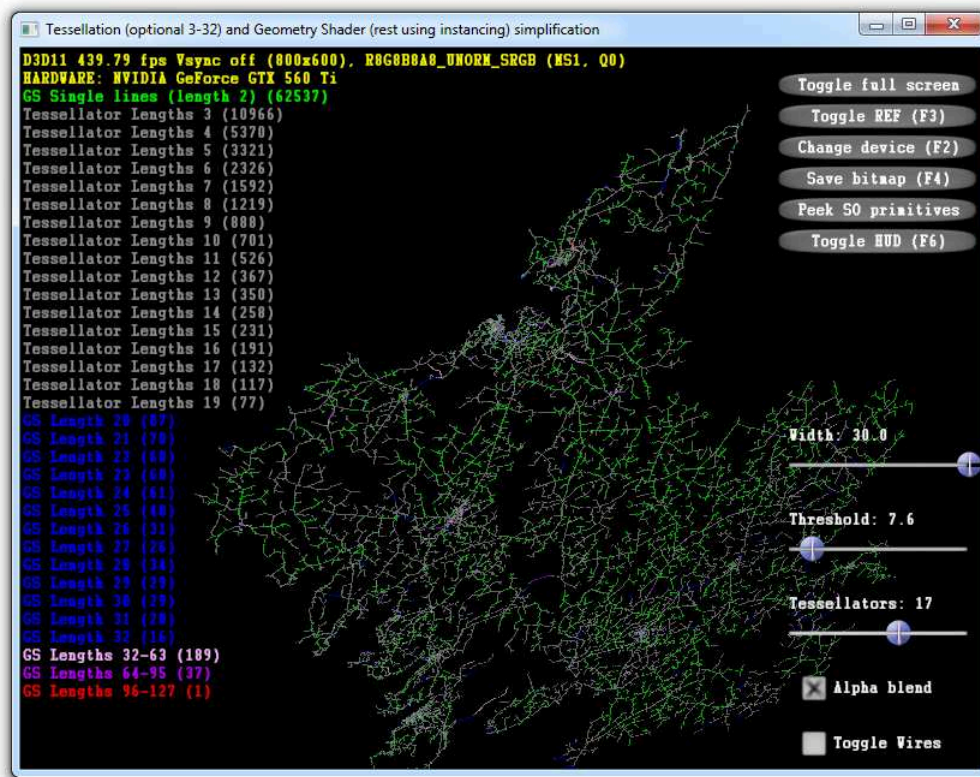 Tessellation (optional 3-32) and Geometry Shader (rest using instancing) simplification
D3D11 439.79 fps Vsync off (800x600), R8G8B8A8_UNORM_SRGB (MS1, Q0)
HARDWARE: NVIDIA GeForce GTX 560 Ti
GS Single lines (length 2) (62537)
Tessellator Lengths 3 (10966)
Tessellator Lengths 4 (5370)
Tessellator Lengths 5 (3321)
Tessellator Lengths 6 (2326)
Tessellator Lengths 7 (1592)
Tessellator Lengths 8 (1219)
Tessellator Lengths 9 (888)
Tessellator Lengths 10 (701)
Tessellator Lengths 11 (526)
Tessellator Lengths 12 (367)
Tessellator Lengths 13 (350)
Tessellator Lengths 14 (258)
Tessellator Lengths 15 (231)
Tessellator Lengths 16 (191)
Tessellator Lengths 17 (132)
Tessellator Lengths 18 (117)
Tessellator Lengths 19 (77)
GS Length 20 (87)
GS Length 21
GS Length 22
GS Length 23
GS Length 24 (61)
GS Length 25
GS Length 26
GS Length 27
GS Length 28
GS Length 29
GS Length 30
GS Length 31
GS Length 32 (16)
GS Lengths 32-63 (189)
GS Lengths 64-95 (37)
GS Lengths 96-127 (1)
Toggle full screen
Toggle REF (F3)
Change device (F2)
Save bitmap (F4)
Peek SO primitives
Toggle HUD (F6)
Width: 30.0
Threshold: 7.6
Tessellators: 17
Alpha blend
Toggle Wires